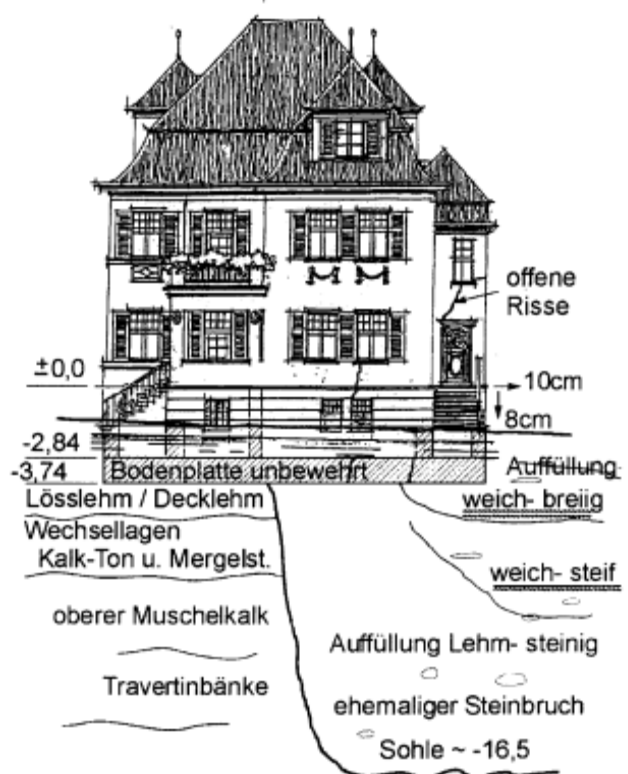 offene
Risse
±0,0
10cm
8cm
-2,84
-3,74
Bodenplatte unbewehrt
Auffüllung
Lösslehm / Decklehm
weich- breiig
Wechsellagen
Kalk-Ton u. Mergelst.
weich- steif
oberer Muschelkalk
Auffüllung Lehm- steinig
Travertinbänke
ehemaliger Steinbruch
Sohle ~ -16,5